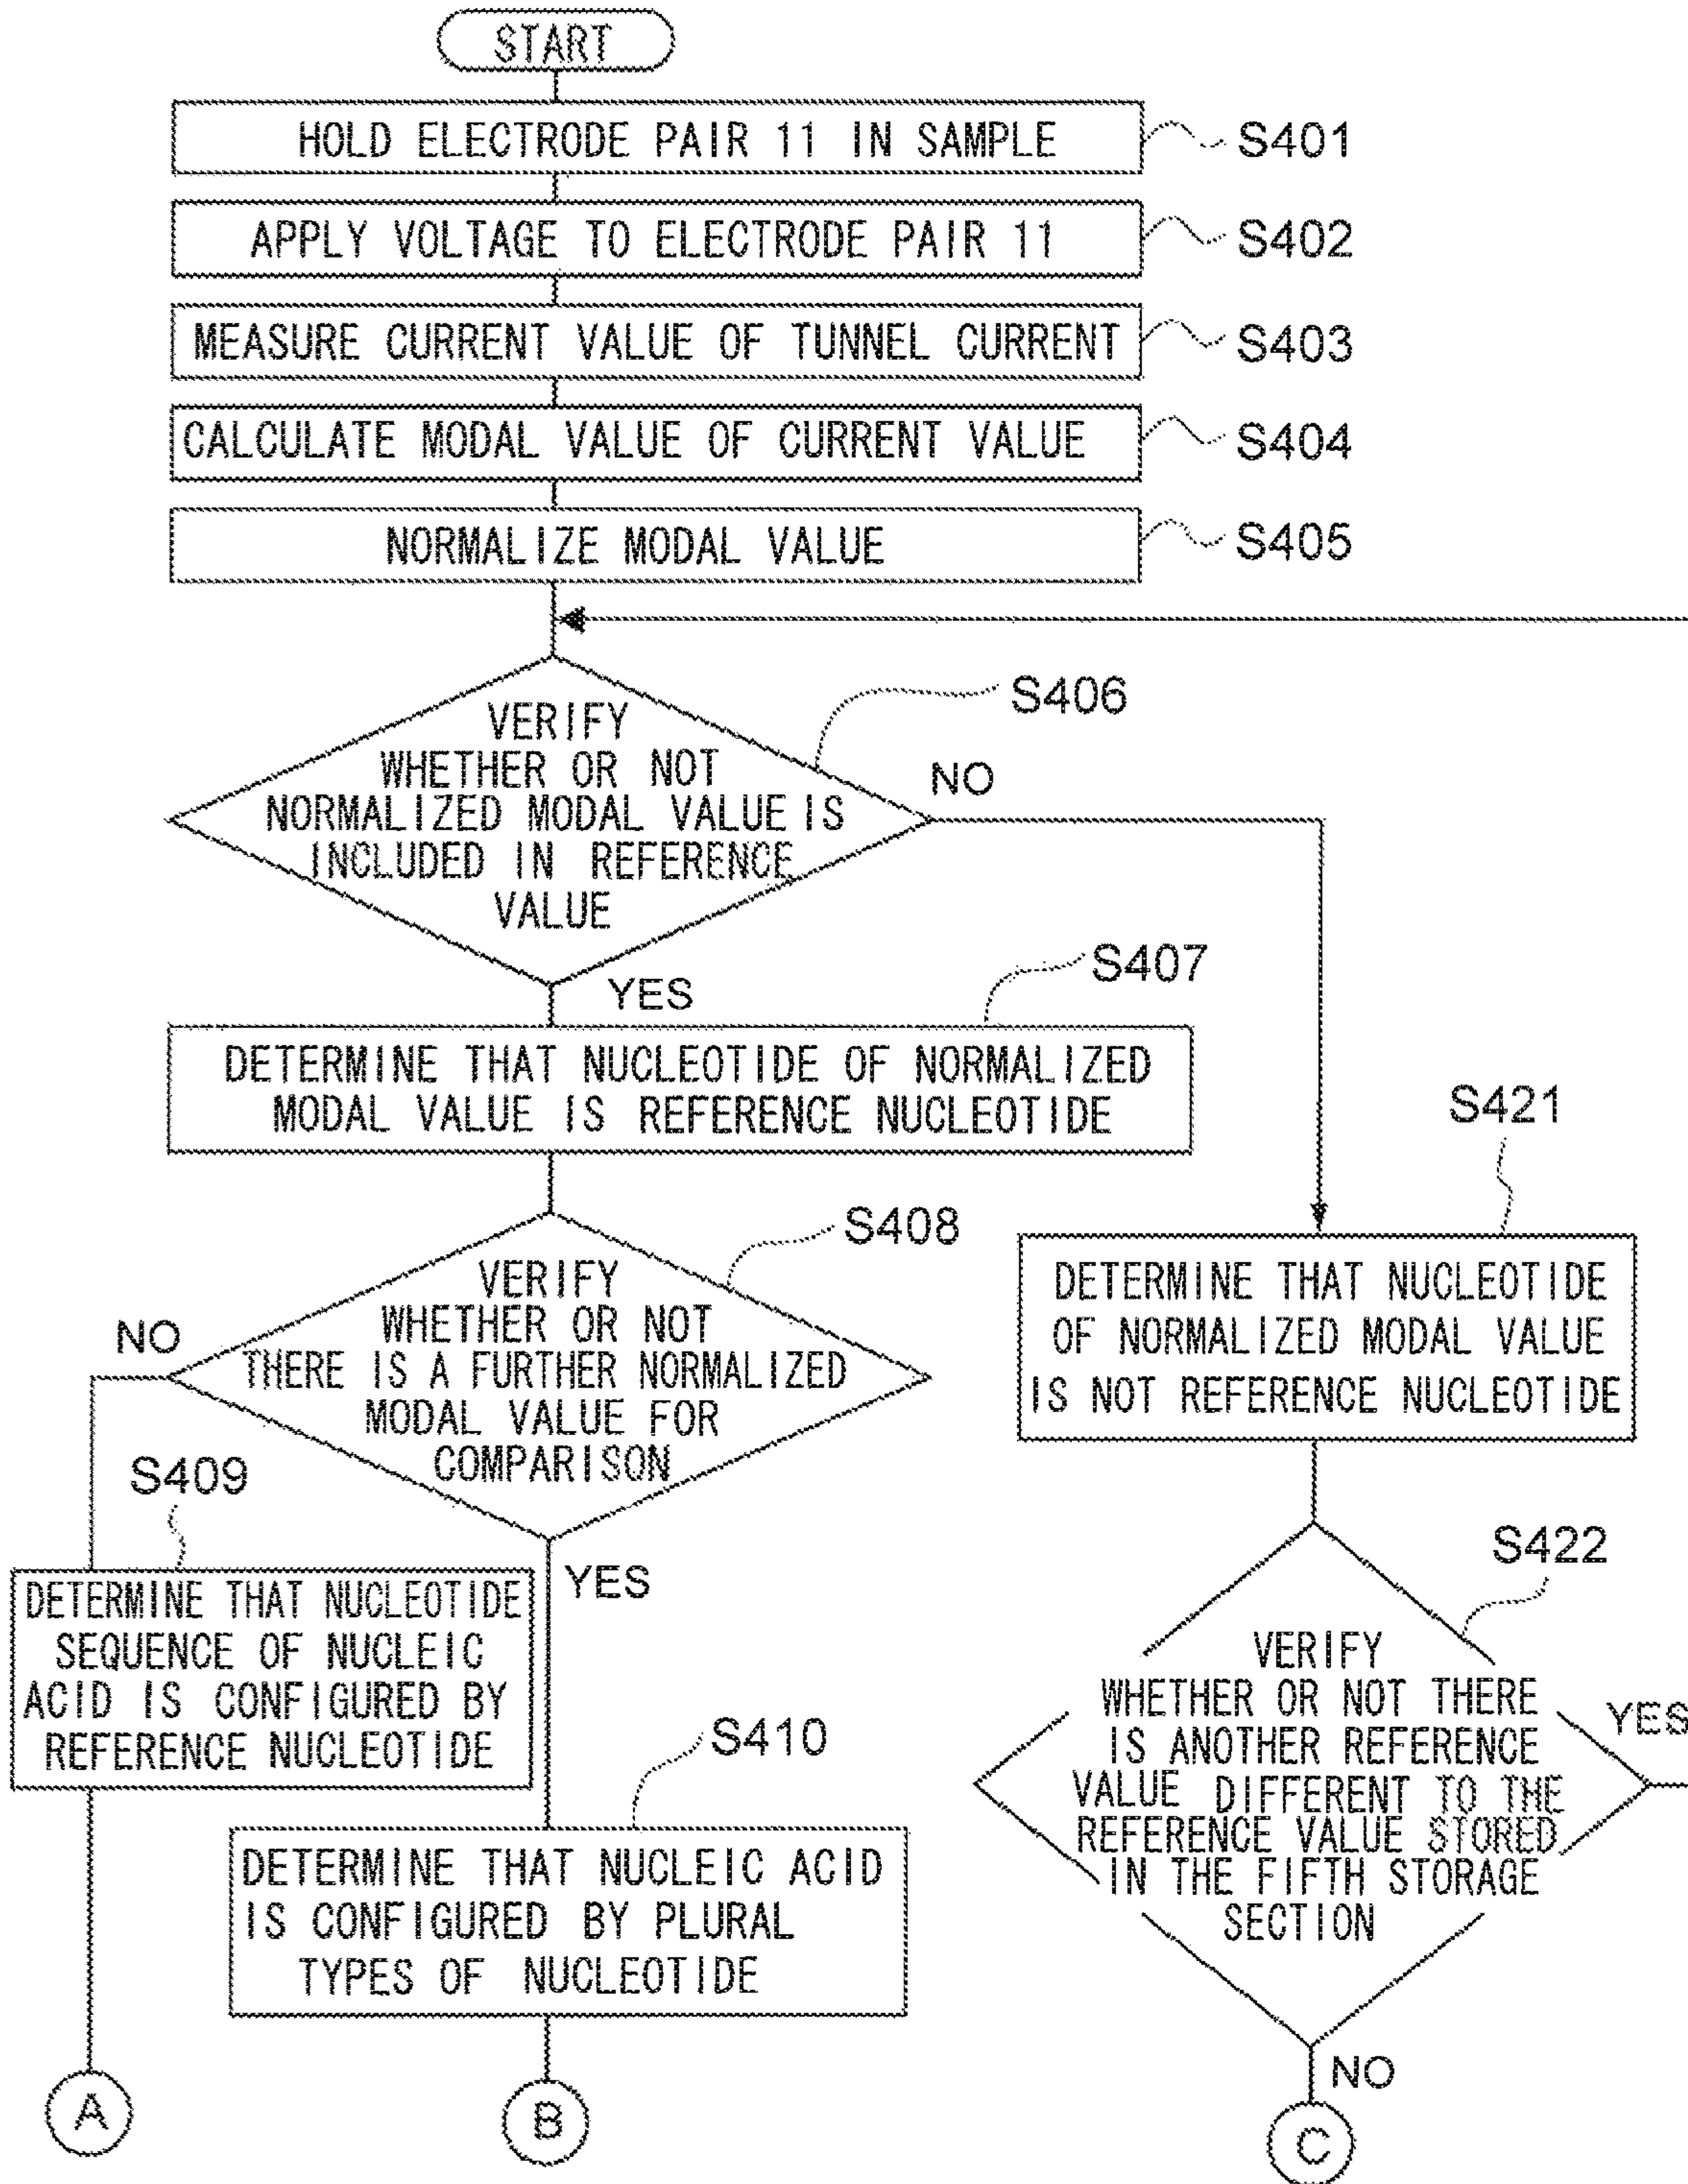 START
HOLD ELECTRODE PAIR 11 IN SAMPLE
S401
APPLY VOLTAGE TO ELECTRODE PAIR 11
S402
MEASURE CURRENT VALUE OF TUNNEL CURRENT
S403
CALCULATE MODAL VALUE OF CURRENT VALUE
S404
NORMALIZE MODAL VALUE
S405
VERIFY
WHETHER OR NOT
NORMALIZED MODAL VALUE IS
INCLUDED IN REFERENCE
VALUE
S406
NO
YES
S407
DETERMINE THAT NUCLEOTIDE OF NORMALIZED
MODAL VALUE IS REFERENCE NUCLEOTIDE
S408
VERIFY
WHETHER OR NOT
THERE IS A FURTHER NORMALIZED
MODAL VALUE FOR
COMPARISON
NO
YES
S409
DETERMINE THAT NUCLEOTIDE
SEQUENCE OF NUCLEIC
ACID IS CONFIGURED BY
REFERENCE NUCLEOTIDE
S410
DETERMINE THAT NUCLEIC ACID
IS CONFIGURED BY PLURAL
TYPES OF NUCLEOTIDE
S421
DETERMINE THAT NUCLEOTIDE
OF NORMALIZED MODAL VALUE
IS NOT REFERENCE NUCLEOTIDE
S422
VERIFY
WHETHER OR NOT THERE
IS ANOTHER REFERENCE
VALUE DIFFERENT TO THE
REFERENCE VALUE STORED
IN THE FIFTH STORAGE
SECTION
YES
NO
A
B
C